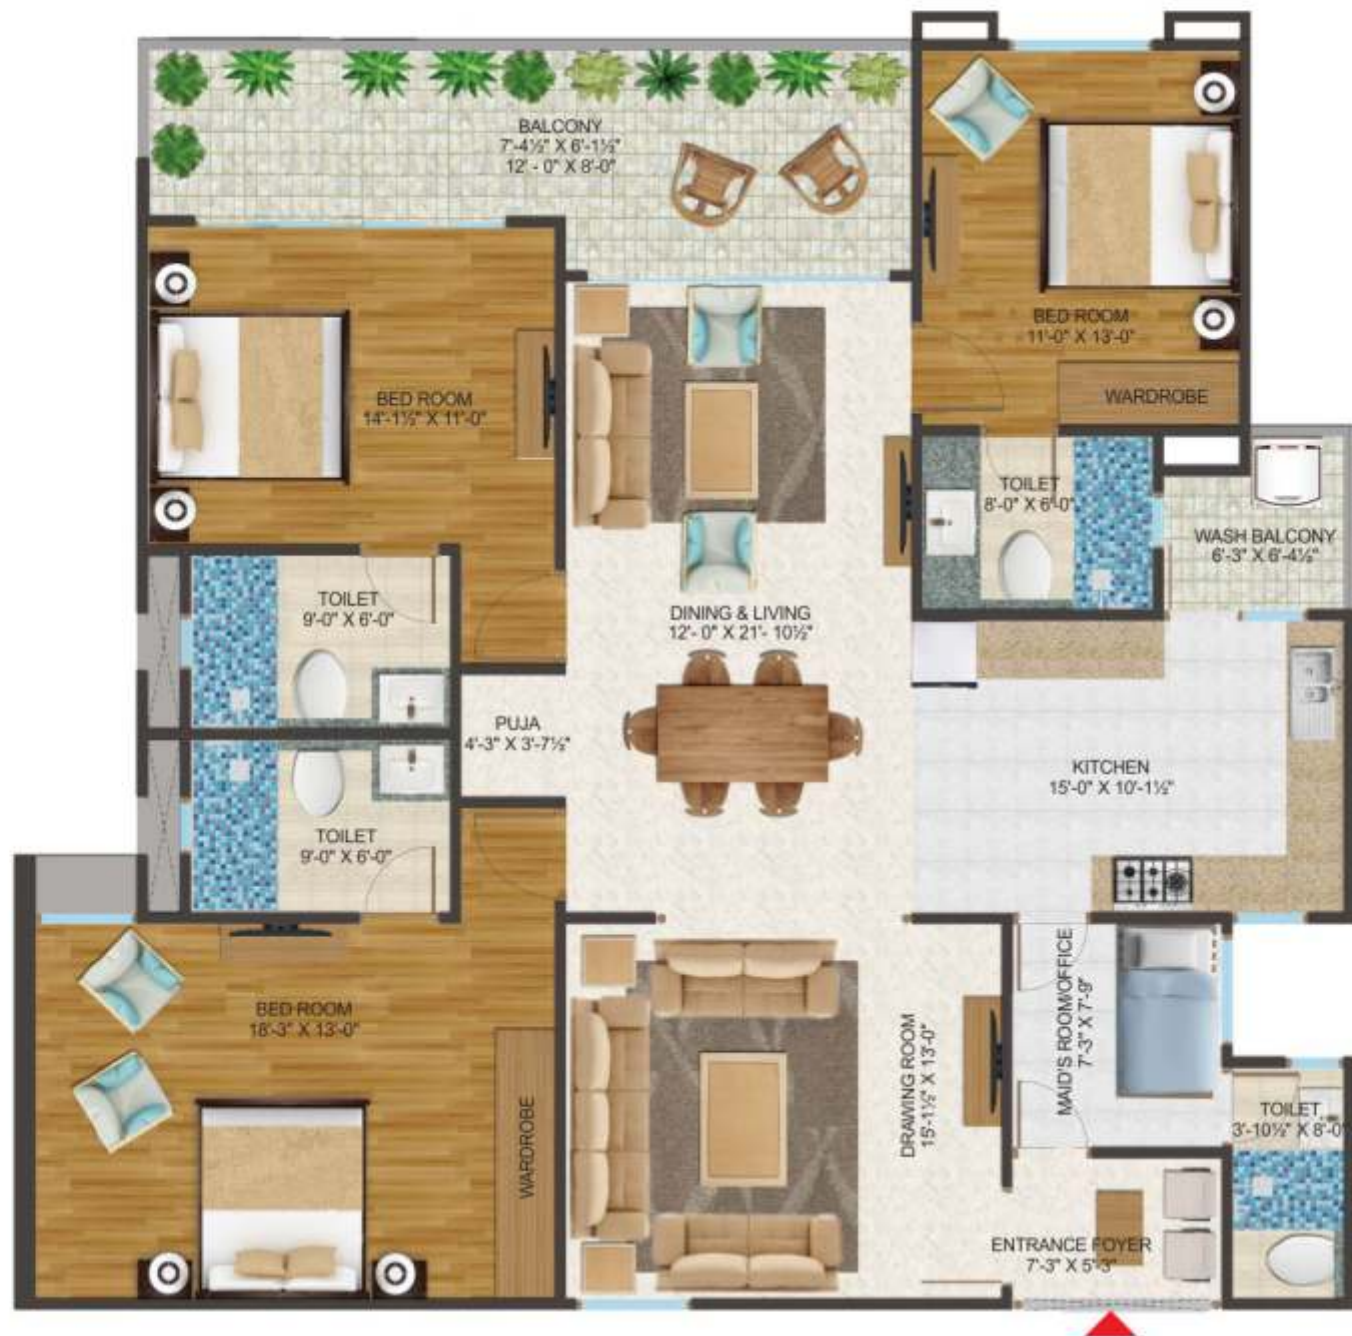 BALCONY
7'-4½" X 6'-1½"
12' - 0" X 8'-0"
BED ROOM
11'-0" X 13'-0"
WARDROBE
BED ROOM
14'-1½" X 11'-0"
TOILET
8'-0" X 6'-0"
WASH BALCONY
6'-3" X 6'-4½"
TOILET
9'-0" X 6'-0"
DINING & LIVING
12'- 0" X 21'- 10½"
PUJA
4'-3" X 3'-7½"
KITCHEN
15'-0" X 10'-1½"
TOILET
9'-0" X 6'-0"
BED ROOM
18'-3" X 13'-0"
WARDROBE
DRAWING ROOM
15'-1½" X 13'-0"
MAID'S ROOM/OFFICE
7'-3" X 7'-9"
TOILET
3'-10½" X 8'-0"
ENTRANCE FOYER
7'-3" X 5'-3"